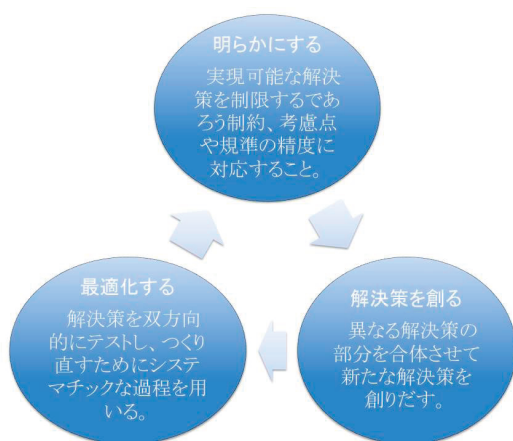 明らかにする
実現可能な解決
策を制限するであ
ろう制約、考慮点
や規準の精度に
対応すること。
解決策を創る
異なる解決策の
部分を合体させて
新たな解決策を
創りだす。
最適化する
解決策を双方向
的にテストし、つくり
直すためにシステ
マチックな過程を用
いる。